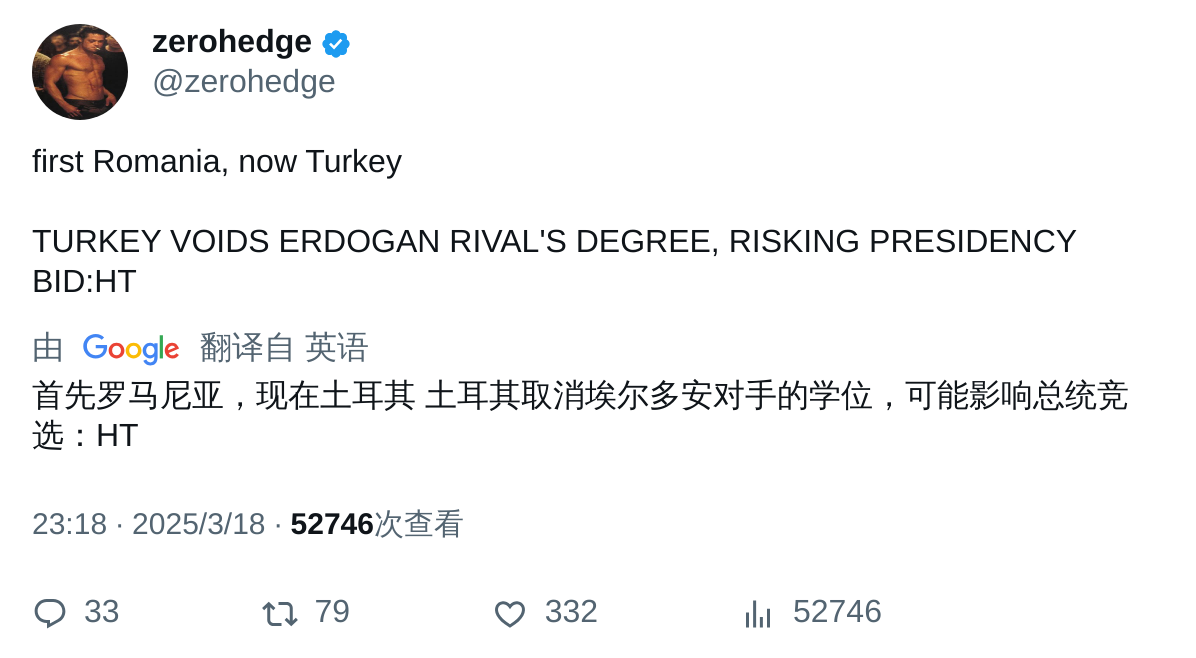 zerohedge
@zerohedge
first Romania, now Turkey
TURKEY VOIDS ERDOGAN RIVAL'S DEGREE, RISKING PRESIDENCY
BID:HT
由 Google 翻译自 英语
首先罗马尼亚，现在土耳其 土耳其取消埃尔多安对手的学位，可能影响总统竞
选：HT
23:18 · 2025/3/18 · 52746次查看
33 79 332 52746